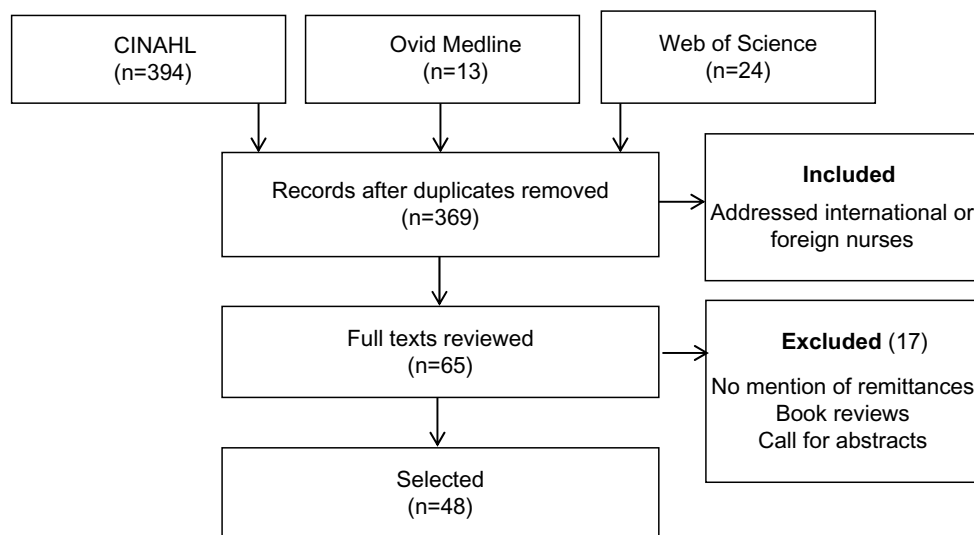 CINAHL
(n=394)
Ovid Medline
(n=13)
Web of Science
(n=24)
Records after duplicates removed
(n=369)
Included
Addressed international or
foreign nurses
Full texts reviewed
(n=65)
Excluded (17)
No mention of remittances
Book reviews
Call for abstracts
Selected
(n=48)